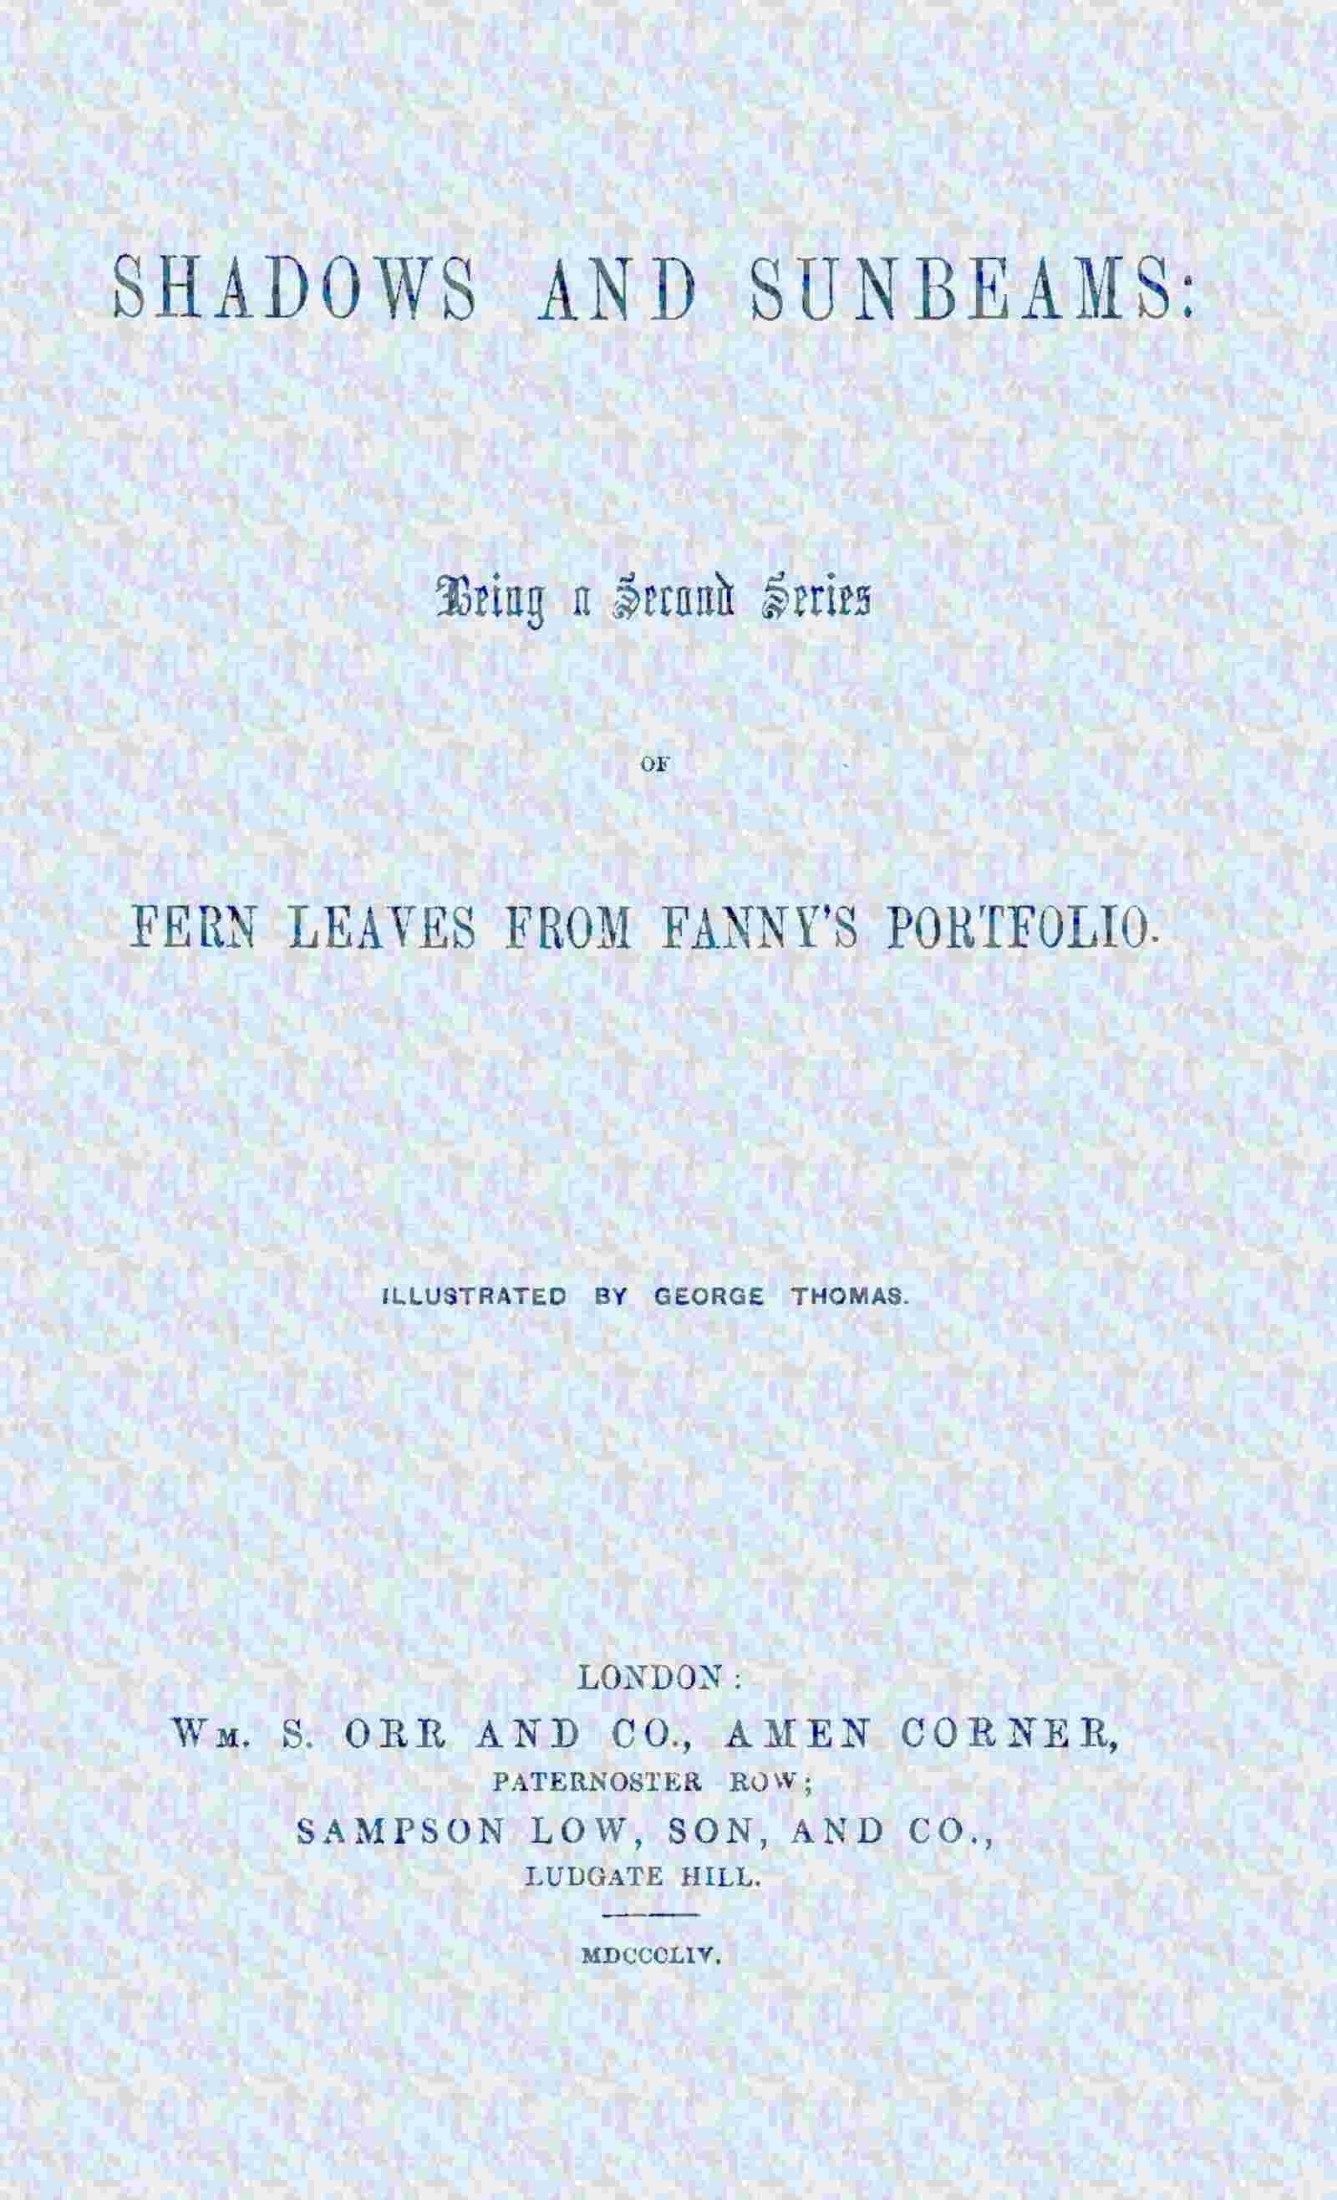 SHADOWS AND SUNBEAMS:
Being a Second Series
OF
FERN LEAVES FROM FANNY'S PORTFOLIO.
ILLUSTRATED BY GEORGE THOMAS.
LONDON:
WM. S. ORR AND CO., AMEN CORNER,
PATERNOSTER ROW;
SAMPSON LOW, SON, AND CO.,
LUDGATE HILL.
MDCCCLIV.